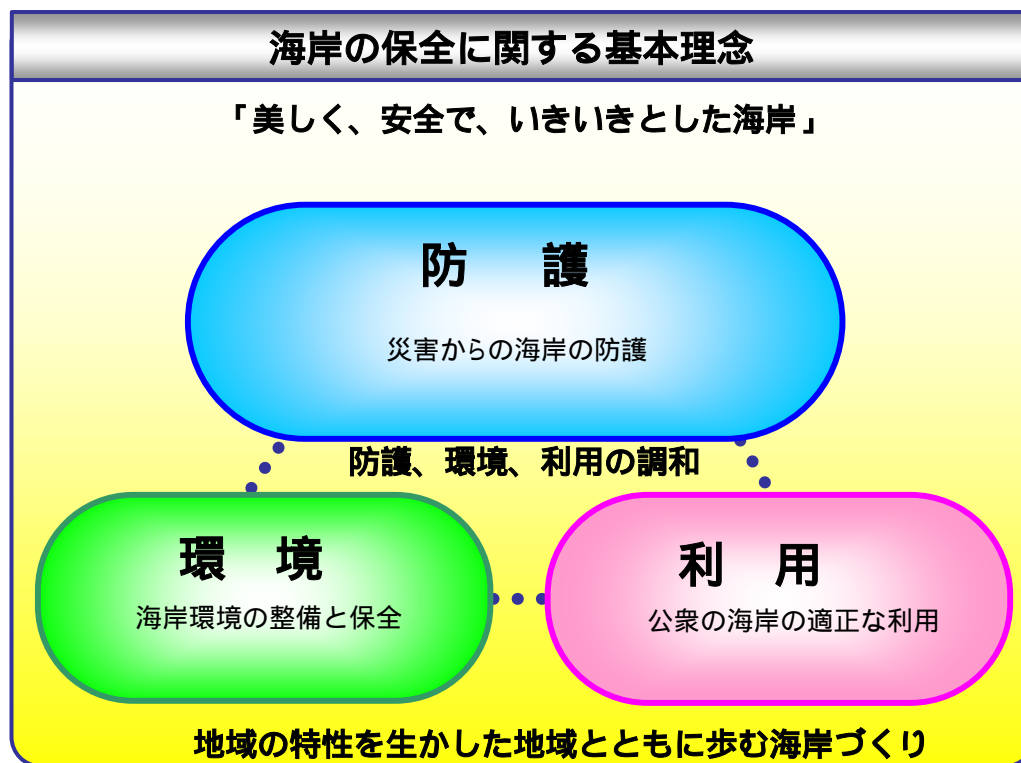 海岸の保全に関する基本理念
「美しく、安全で、いきいきとした海岸」
防　護
災害からの海岸の防護
防護、環境、利用の調和
環　境
海岸環境の整備と保全
利　用
公衆の海岸の適正な利用
地域の特性を生かした地域とともに歩む海岸づくり